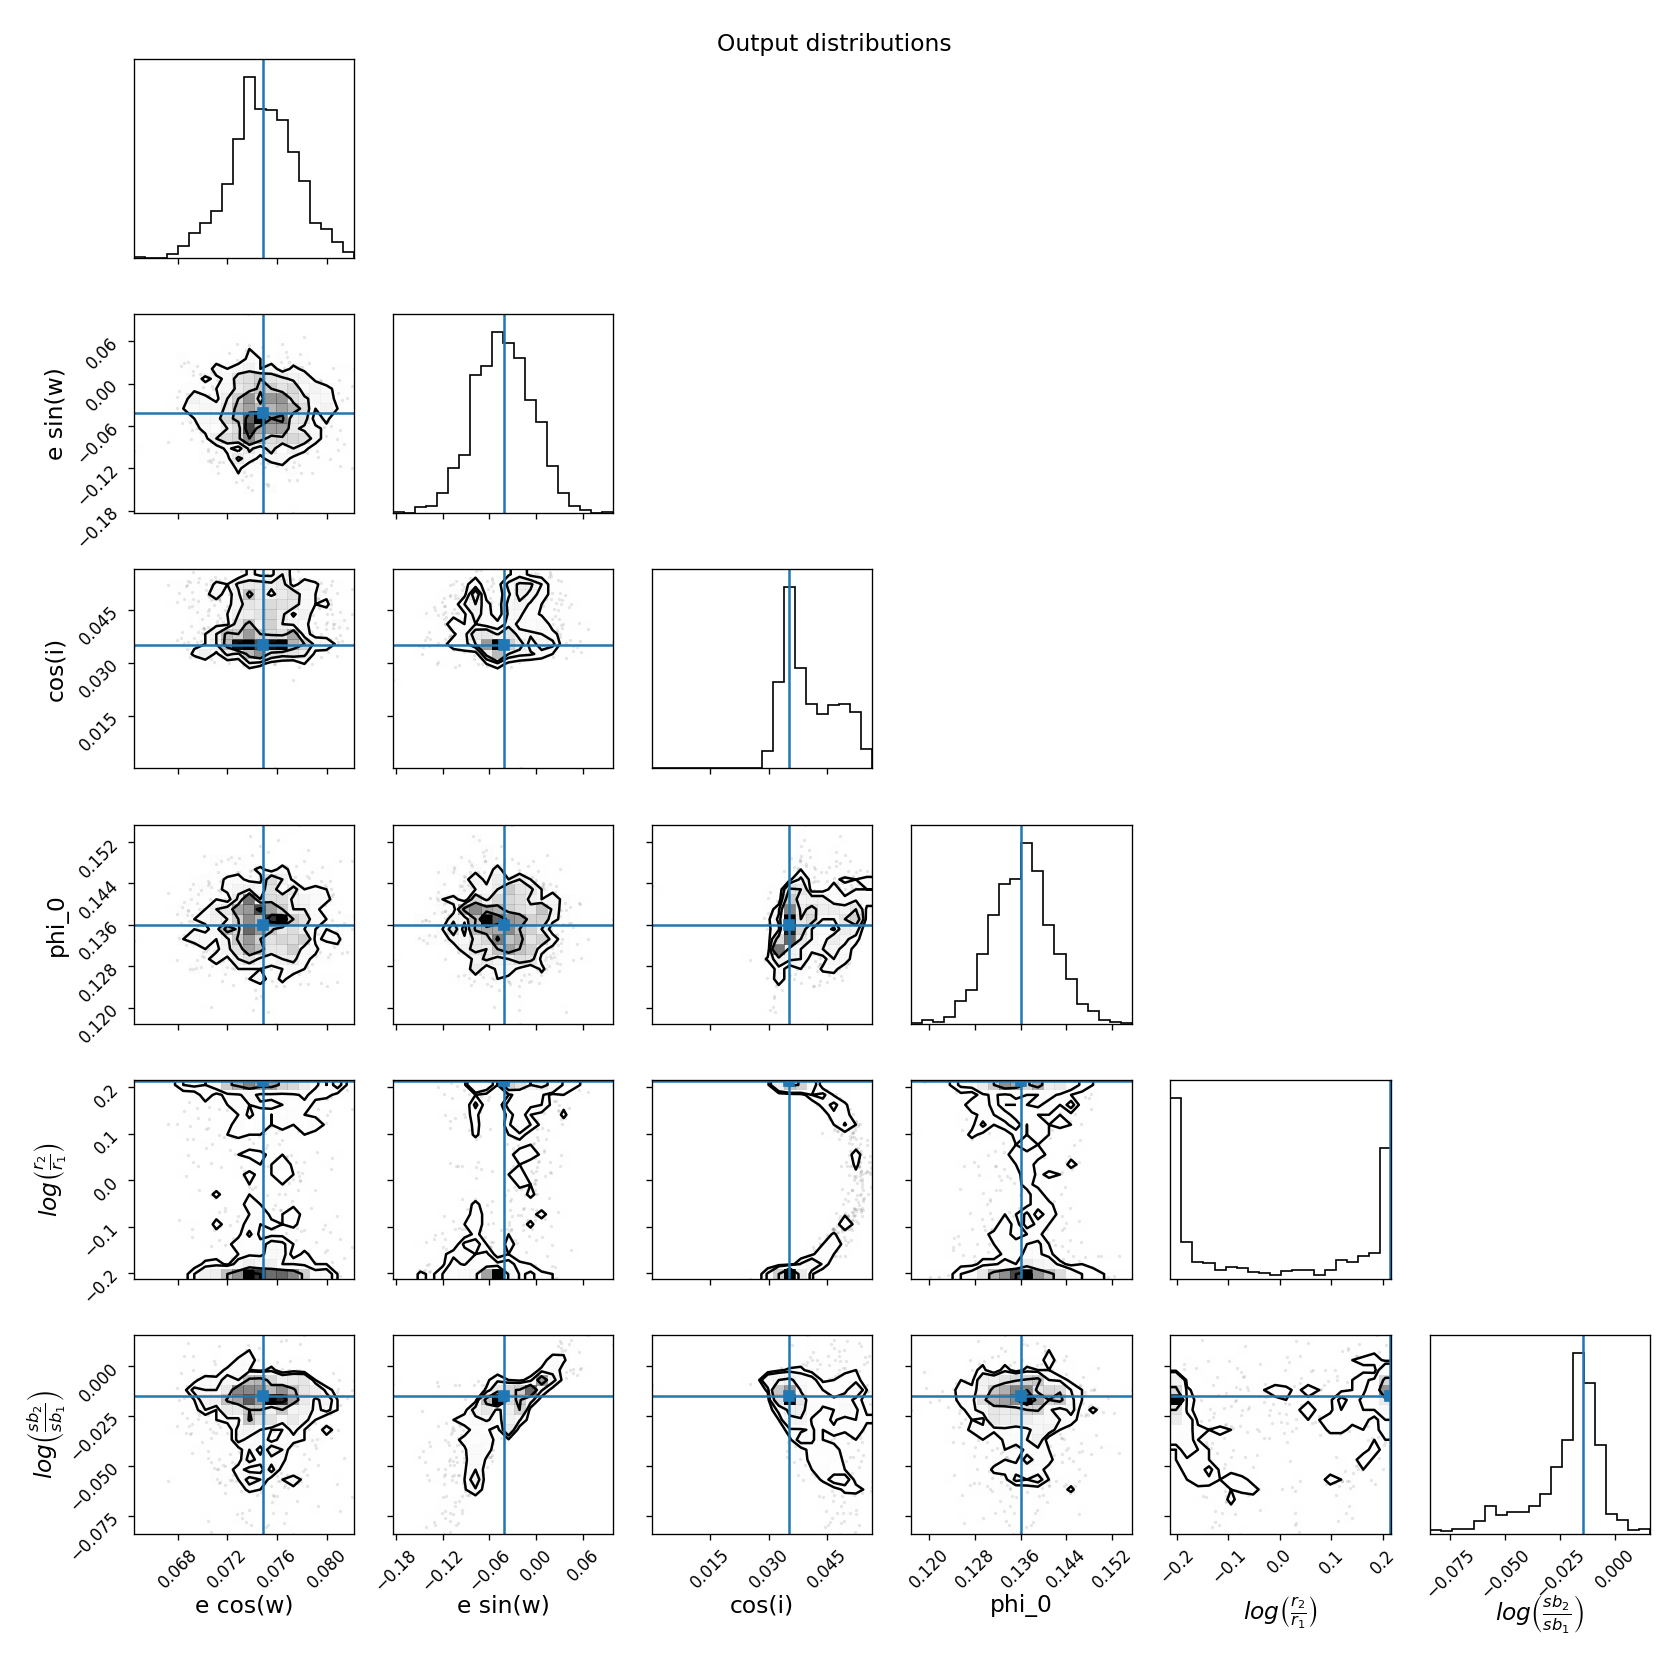 Output distributions
0.06
0.00
−0.06
−0.12
−0.18
e sin(w)
0.045
0.030
0.015
cos(i)
0.152
0.144
0.136
0.128
0.120
phi_0
0.2
0.1
0.0
−0.1
−0.2
log(r₂/r₁)
0.000
−0.025
−0.050
−0.075
log(sb₂/sb₁)
0.068 0.072 0.076 0.080 −0.18 −0.12 −0.06 0.00 0.06 0.015 0.030 0.045 0.120 0.128 0.136 0.144 0.152 −0.2 −0.1 0.0 0.1 0.2 −0.075 −0.050 −0.025 0.000
e cos(w) e sin(w) cos(i) phi_0 log(r₂/r₁) log(sb₂/sb₁)